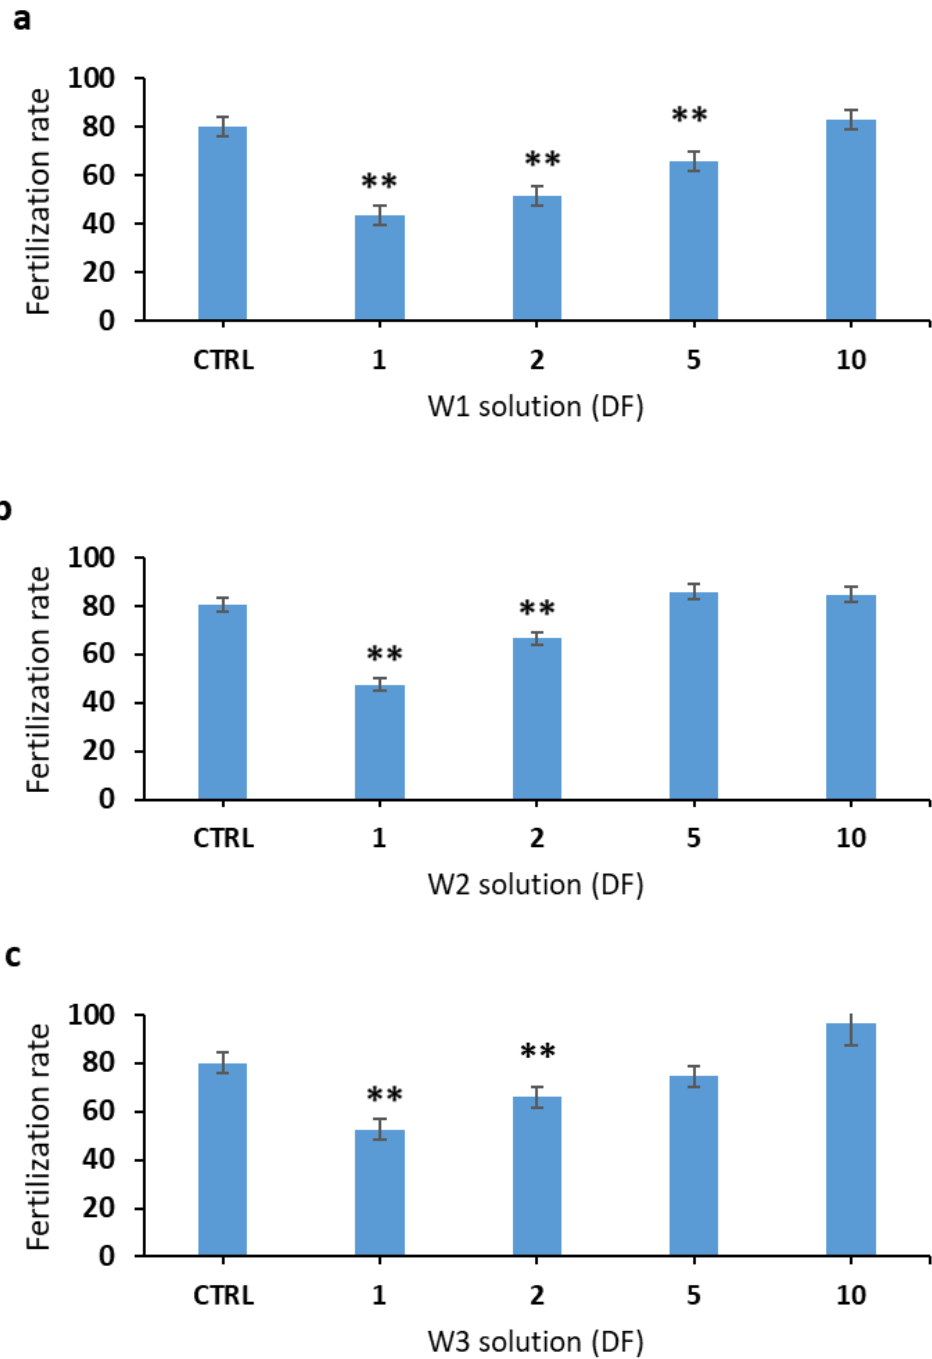 a
Fertilization rate
100
80
60
40
20
0
**
**
**
CTRL 1 2 5 10
W1 solution (DF)
b
Fertilization rate
100
80
60
40
20
0
**
**
CTRL 1 2 5 10
W2 solution (DF)
c
Fertilization rate
100
80
60
40
20
0
**
**
CTRL 1 2 5 10
W3 solution (DF)